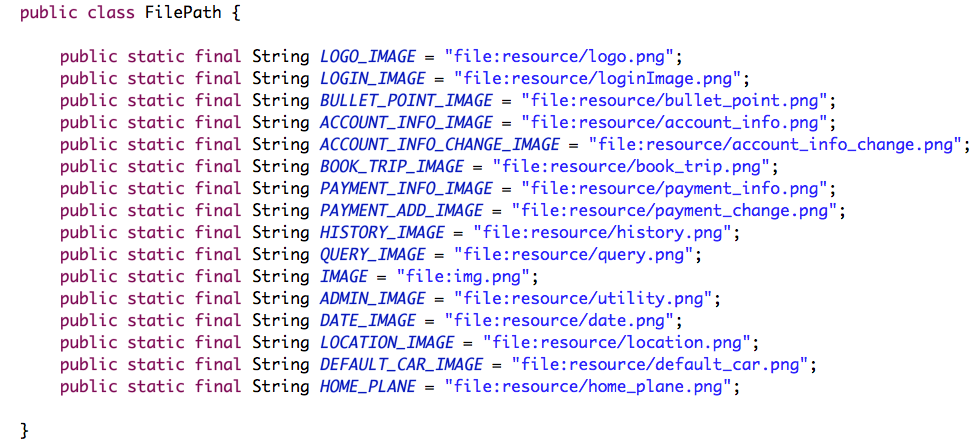 public class FilePath {
public static final String LOGO_IMAGE = "file:resource/logo.png";
public static final String LOGIN_IMAGE = "file:resource/loginImage.png";
public static final String BULLET_POINT_IMAGE = "file:resource/bullet_point.png";
public static final String ACCOUNT_INFO_IMAGE = "file:resource/account_info.png";
public static final String ACCOUNT_INFO_CHANGE_IMAGE = "file:resource/account_info_change.png";
public static final String BOOK_TRIP_IMAGE = "file:resource/book_trip.png";
public static final String PAYMENT_INFO_IMAGE = "file:resource/payment_info.png";
public static final String PAYMENT_ADD_IMAGE = "file:resource/payment_change.png";
public static final String HISTORY_IMAGE = "file:resource/history.png";
public static final String QUERY_IMAGE = "file:resource/query.png";
public static final String IMAGE = "file:img.png";
public static final String ADMIN_IMAGE = "file:resource/utility.png";
public static final String DATE_IMAGE = "file:resource/date.png";
public static final String LOCATION_IMAGE = "file:resource/location.png";
public static final String DEFAULT_CAR_IMAGE = "file:resource/default_car.png";
public static final String HOME_PLANE = "file:resource/home_plane.png";
}